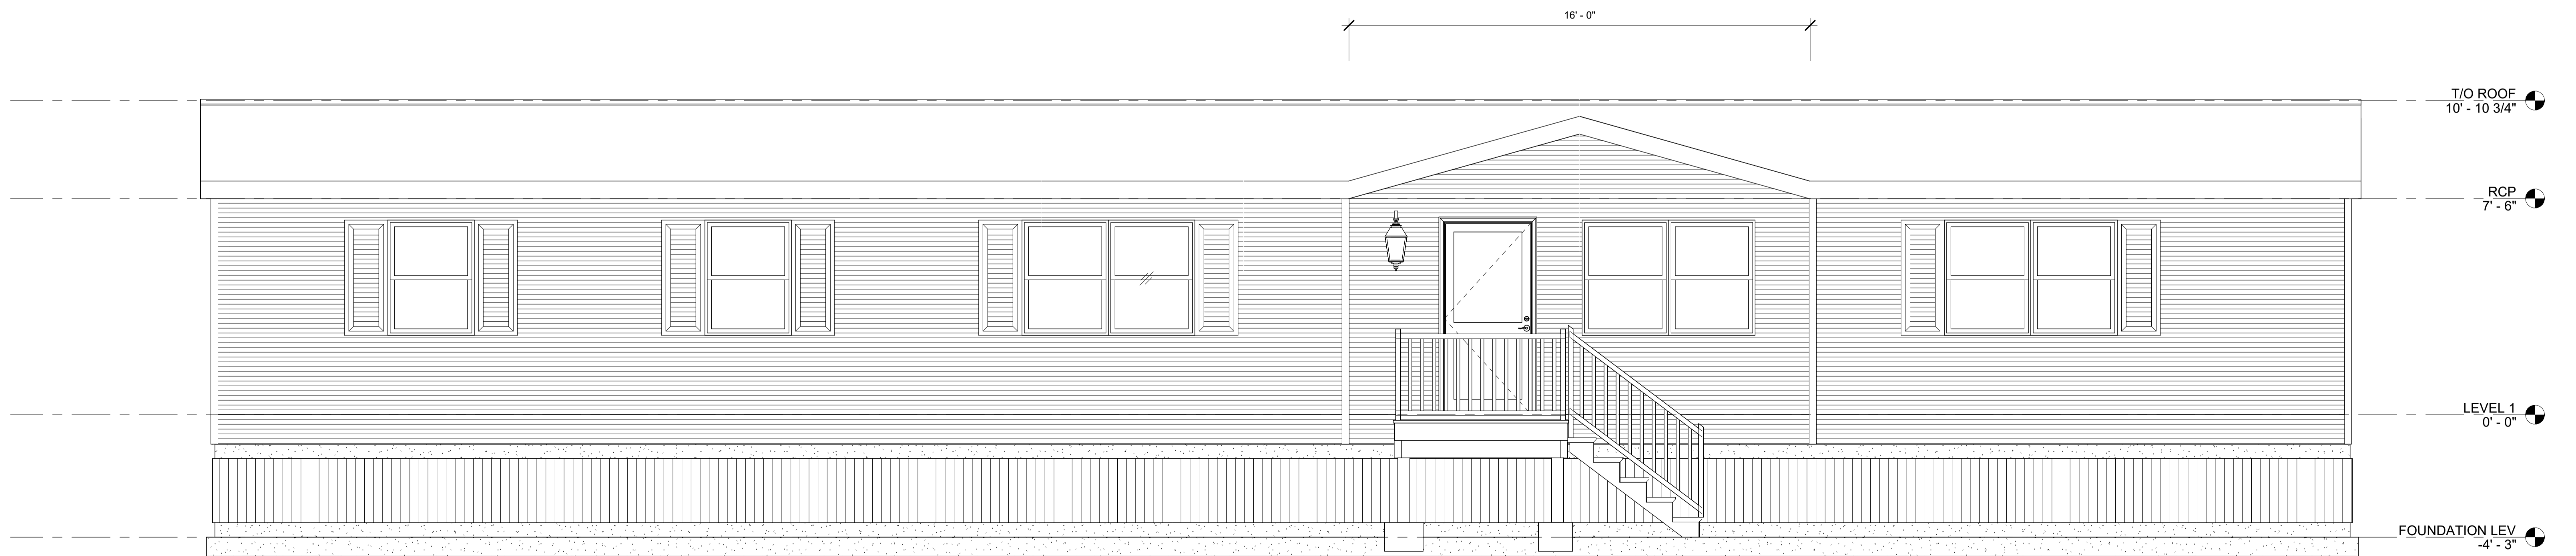 16' - 0"
T/O ROOF
10' - 10 3/4"
RCP
7' - 6"
LEVEL 1
0' - 0"
FOUNDATION LEV
-4' - 3"